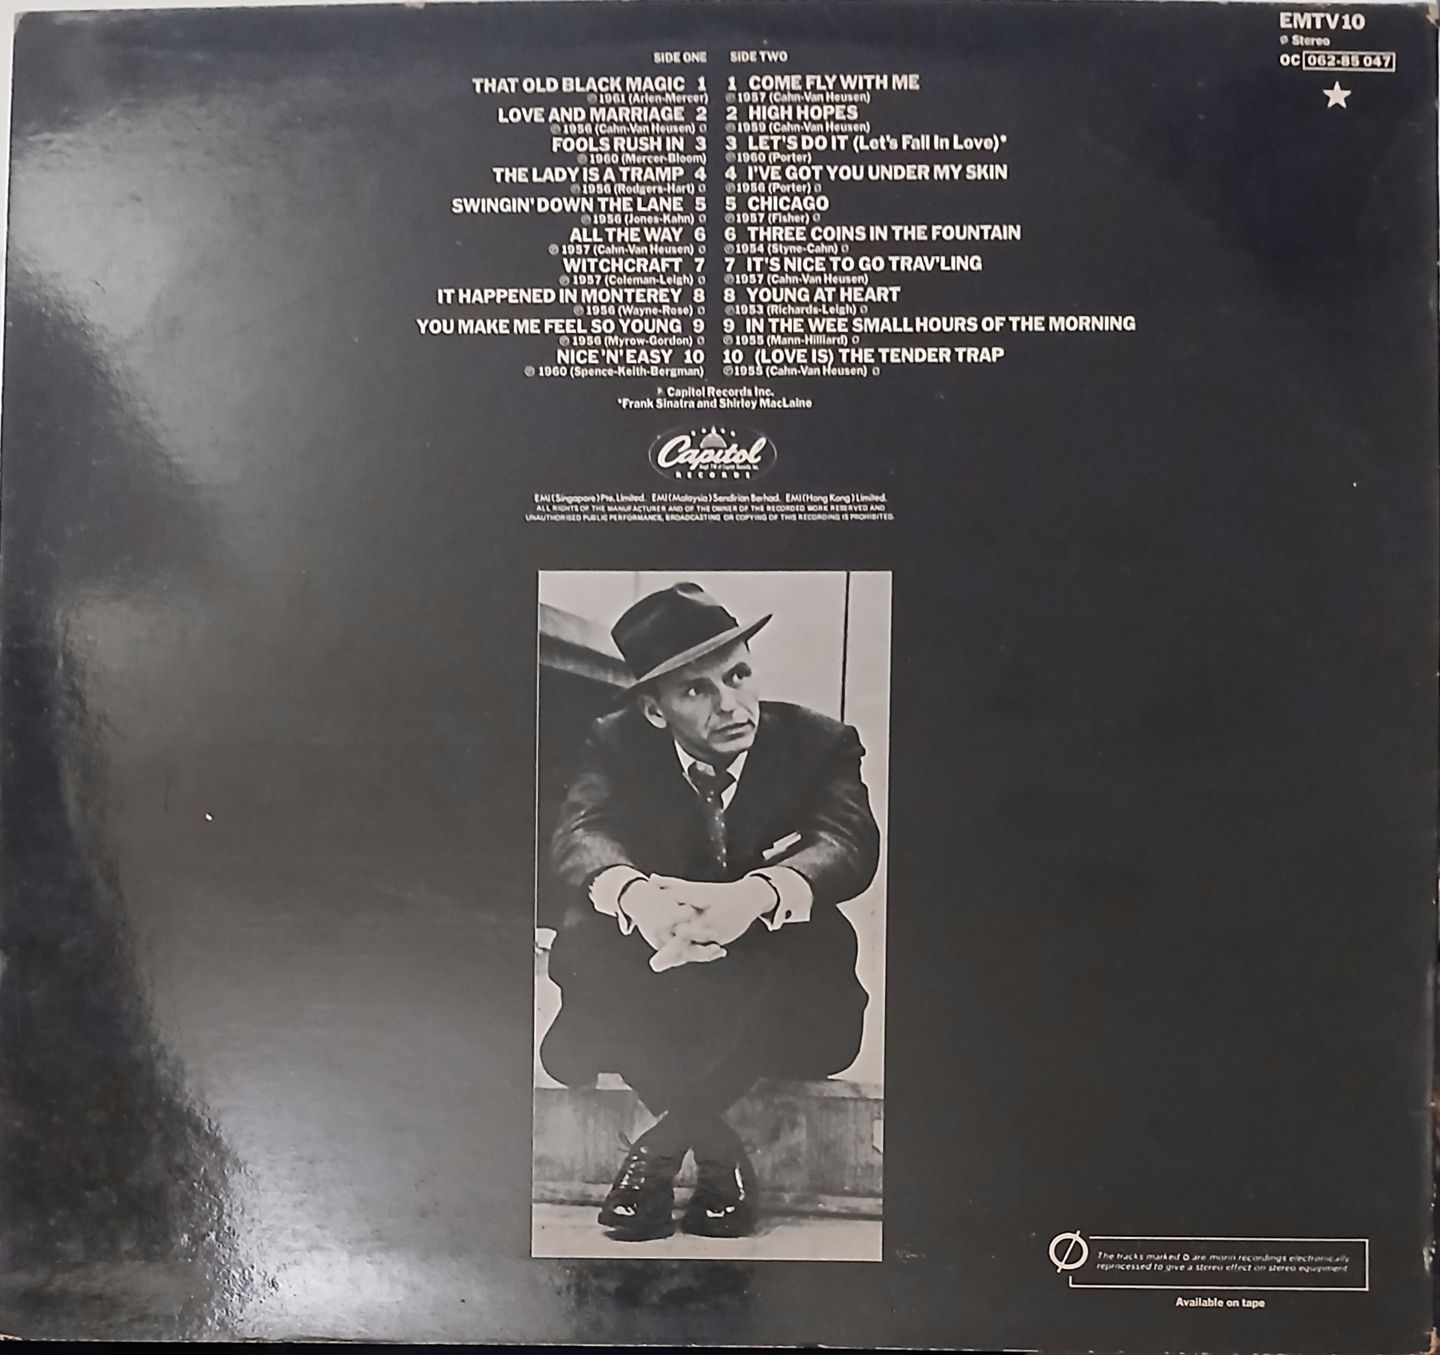 EMTV10
ø Stereo
OC 062-85 047
SIDE ONE
THAT OLD BLACK MAGIC 1
℗1961 (Arlen-Mercer)
LOVE AND MARRIAGE 2
℗1956 (Cahn-Van Heusen) O
FOOLS RUSH IN 3
℗1960 (Mercer-Bloom)
THE LADY IS A TRAMP 4
℗1956 (Rodgers-Hart) O
SWINGIN' DOWN THE LANE 5
℗1956 (Jones-Kahn) O
ALL THE WAY 6
℗1957 (Cahn-Van Heusen) O
WITCHCRAFT 7
℗1957 (Coleman-Leigh) O
IT HAPPENED IN MONTEREY 8
℗1956 (Wayne-Rose) O
YOU MAKE ME FEEL SO YOUNG 9
℗1956 (Myrow-Gordon) O
NICE 'N' EASY 10
℗ 1960 (Spence-Keith-Bergman)
SIDE TWO
1 COME FLY WITH ME
℗1957 (Cahn-Van Heusen)
2 HIGH HOPES
℗1959 (Cahn-Van Heusen)
3 LET'S DO IT (Let's Fall In Love)*
℗1960 (Porter)
4 I'VE GOT YOU UNDER MY SKIN
℗1956 (Porter) O
5 CHICAGO
℗1957 (Fisher) O
6 THREE COINS IN THE FOUNTAIN
℗1954 (Styne-Cahn) O
7 IT'S NICE TO GO TRAV'LING
℗1957 (Cahn-Van Heusen)
8 YOUNG AT HEART
℗1953 (Richards-Leigh) O
9 IN THE WEE SMALL HOURS OF THE MORNING
℗1955 (Mann-Hilliard) O
10 (LOVE IS) THE TENDER TRAP
℗1955 (Cahn-Van Heusen) O
℗ Capitol Records Inc.
*Frank Sinatra and Shirley MacLaine
Capitol
RECORDS
EMI (Singapore) Pte. Limited. EMI (Malaysia) Sendirian Berhad. EMI (Hong Kong) Limited.
ALL RIGHTS OF THE MANUFACTURER AND OF THE OWNER OF THE RECORDED WORK RESERVED AND
UNAUTHORISED PUBLIC PERFORMANCE, BROADCASTING OR COPYING OF THIS RECORDING IS PROHIBITED.
The tracks marked O are mono recordings electronically
reprocessed to give a stereo effect on stereo equipment
Available on tape